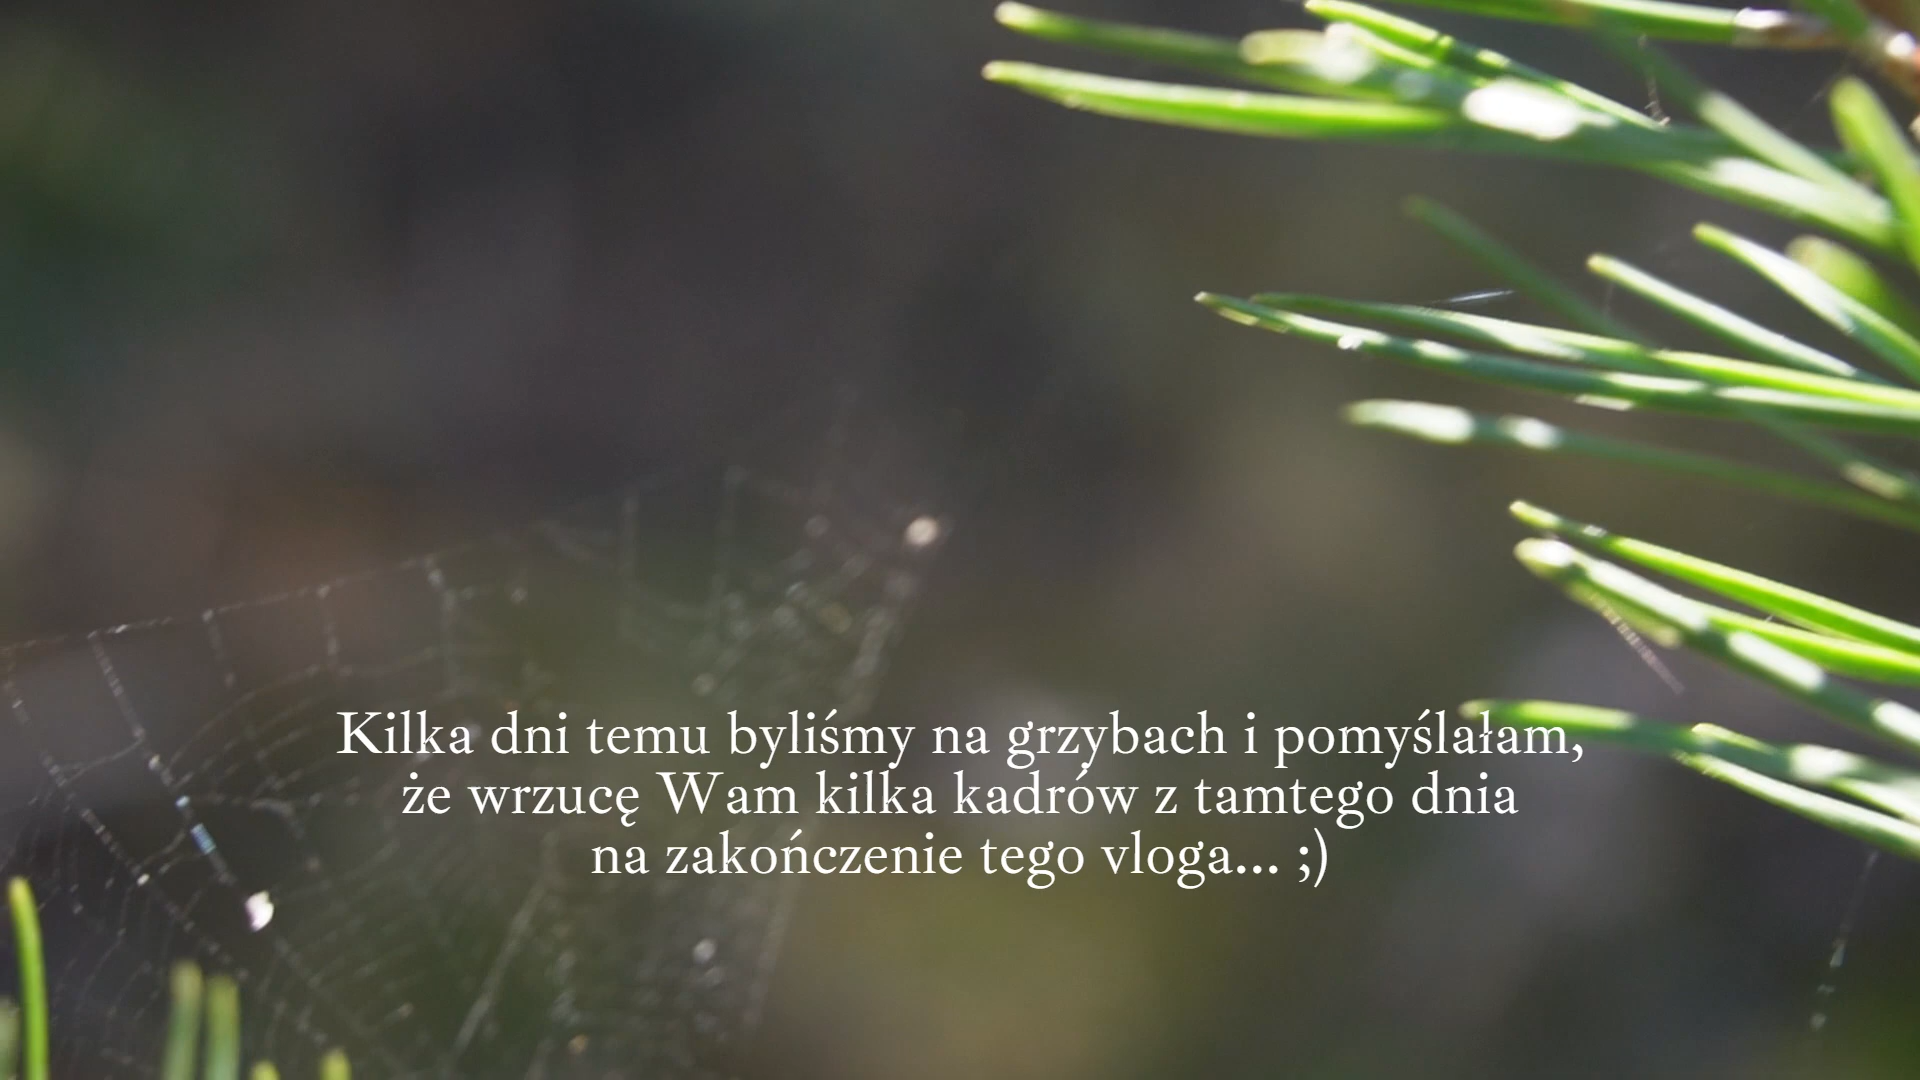 Kilka dni temu byliśmy na grzybach i pomyślałam,
że wrzucę Wam kilka kadrów z tamtego dnia
na zakończenie tego vloga... ;)